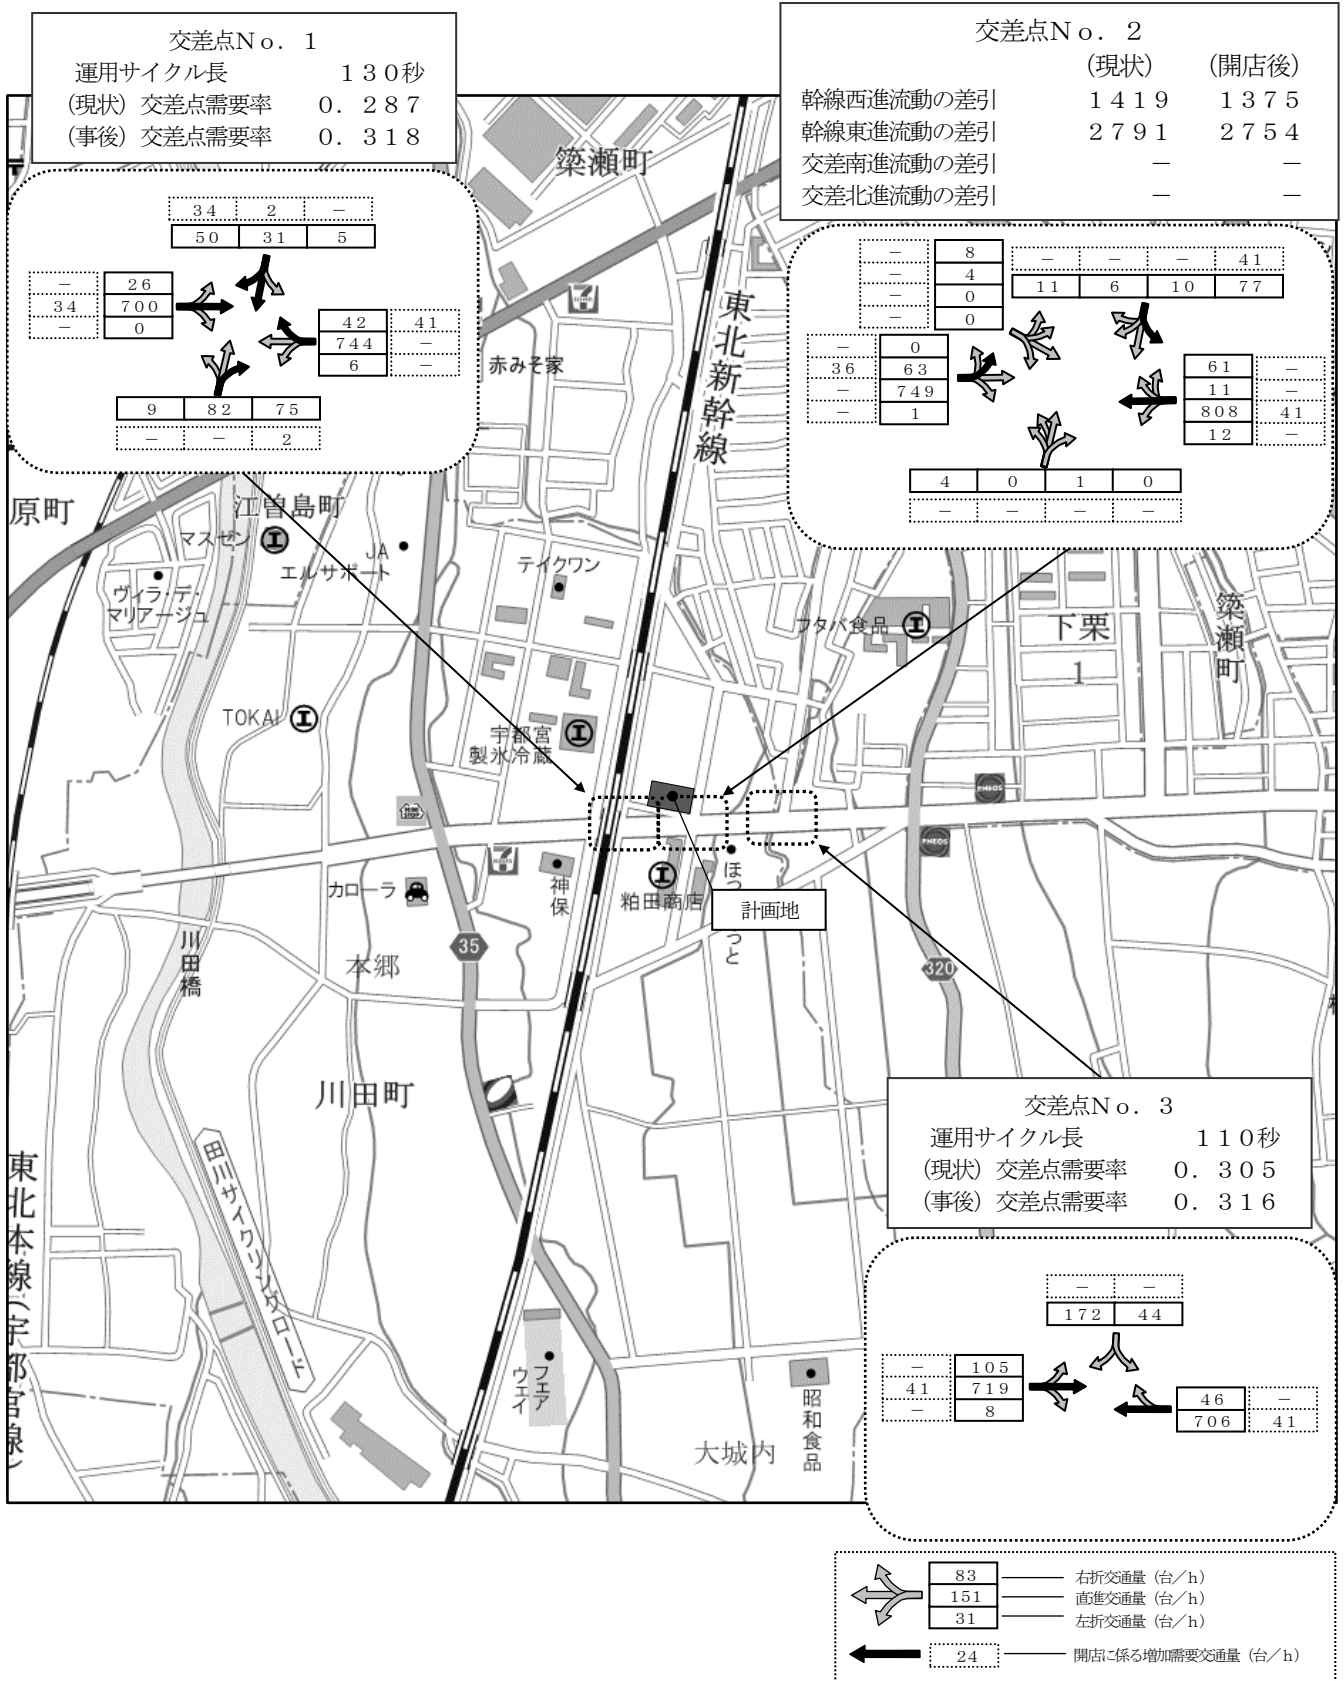 交差点Ｎｏ．１
運用サイクル長　１３０秒
（現状）交差点需要率　０．２８７
（事後）交差点需要率　０．３１８
交差点Ｎｏ．２
（現状）　（開店後）
幹線西進流動の差引　１４１９　１３７５
幹線東進流動の差引　２７９１　２７５４
交差南進流動の差引　－　－
交差北進流動の差引　－　－
34　2　－
50　31　5
－　26
34　700
－　0
42　41
744　－
6　－
9　82　75
－　－　2
－　8
－　4
－　0
－　0
－　－　－　41
11　6　10　77
－　0
36　63
－　749
－　1
61　－
11　－
808　41
12　－
4　0　1　0
－　－　－　－
簗瀬町
東北新幹線
赤みそ家
原町
江曽島町
マスゼン
JA
エルサポート
ヴィラ・デ・
マリアージュ
テイクワン
フタバ食品
下栗
1
簗瀬町
TOKAI
宇都宮
製氷冷蔵
MINI STOP
ENEOS
ENEOS
カローラ
神保
粕田商店
計画地
川田橋
本郷
35
320
川田町
田川サイクリングロード
東北本線（宇都宮線）
フェア
ウェイ
昭和食品
大城内
交差点Ｎｏ．３
運用サイクル長　１１０秒
（現状）交差点需要率　０．３０５
（事後）交差点需要率　０．３１６
－　－
172　44
－　105
41　719
－　8
46　－
706　41
83　右折交通量（台／ｈ）
151　直進交通量（台／ｈ）
31　左折交通量（台／ｈ）
24　開店に係る増加需要交通量（台／ｈ）